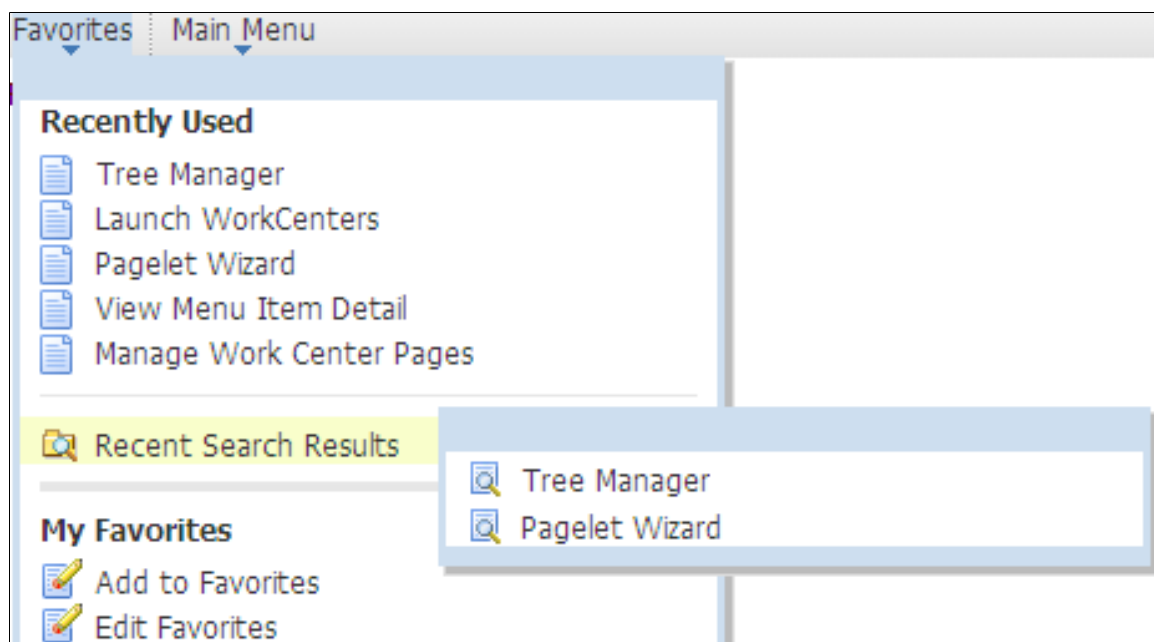 Favorites Main Menu
Recently Used
Tree Manager
Launch WorkCenters
Pagelet Wizard
View Menu Item Detail
Manage Work Center Pages
Recent Search Results
Tree Manager
Pagelet Wizard
My Favorites
Add to Favorites
Edit Favorites